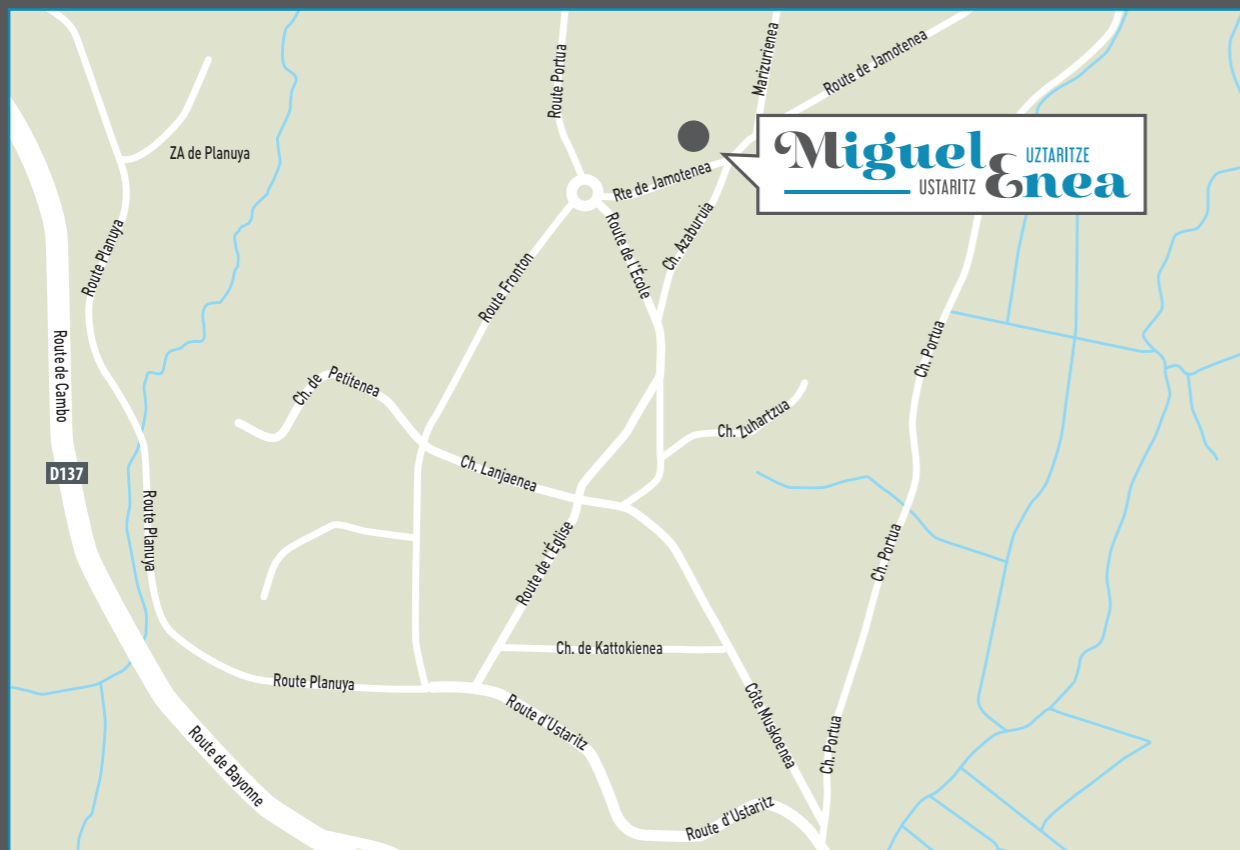 Route Portua
Marizurienea
Route de Jamotenea
ZA de Planuya
Miguel
Enea
UZTARITZE
USTARITZ
Rte de Jamotenea
Route Planuya
Route de l'École
Ch. Azaburuia
Route Fronton
Route de Cambo
Ch. Portua
Ch. de Petitenea
Ch. Zuhartzua
D137
Ch. Lanjaenea
Route Planuya
Route de l'Église
Ch. Portua
Ch. de Kattokienea
Route Planuya
Route d'Ustaritz
Côte Muskoenea
Ch. Portua
Route de Bayonne
Route d'Ustaritz